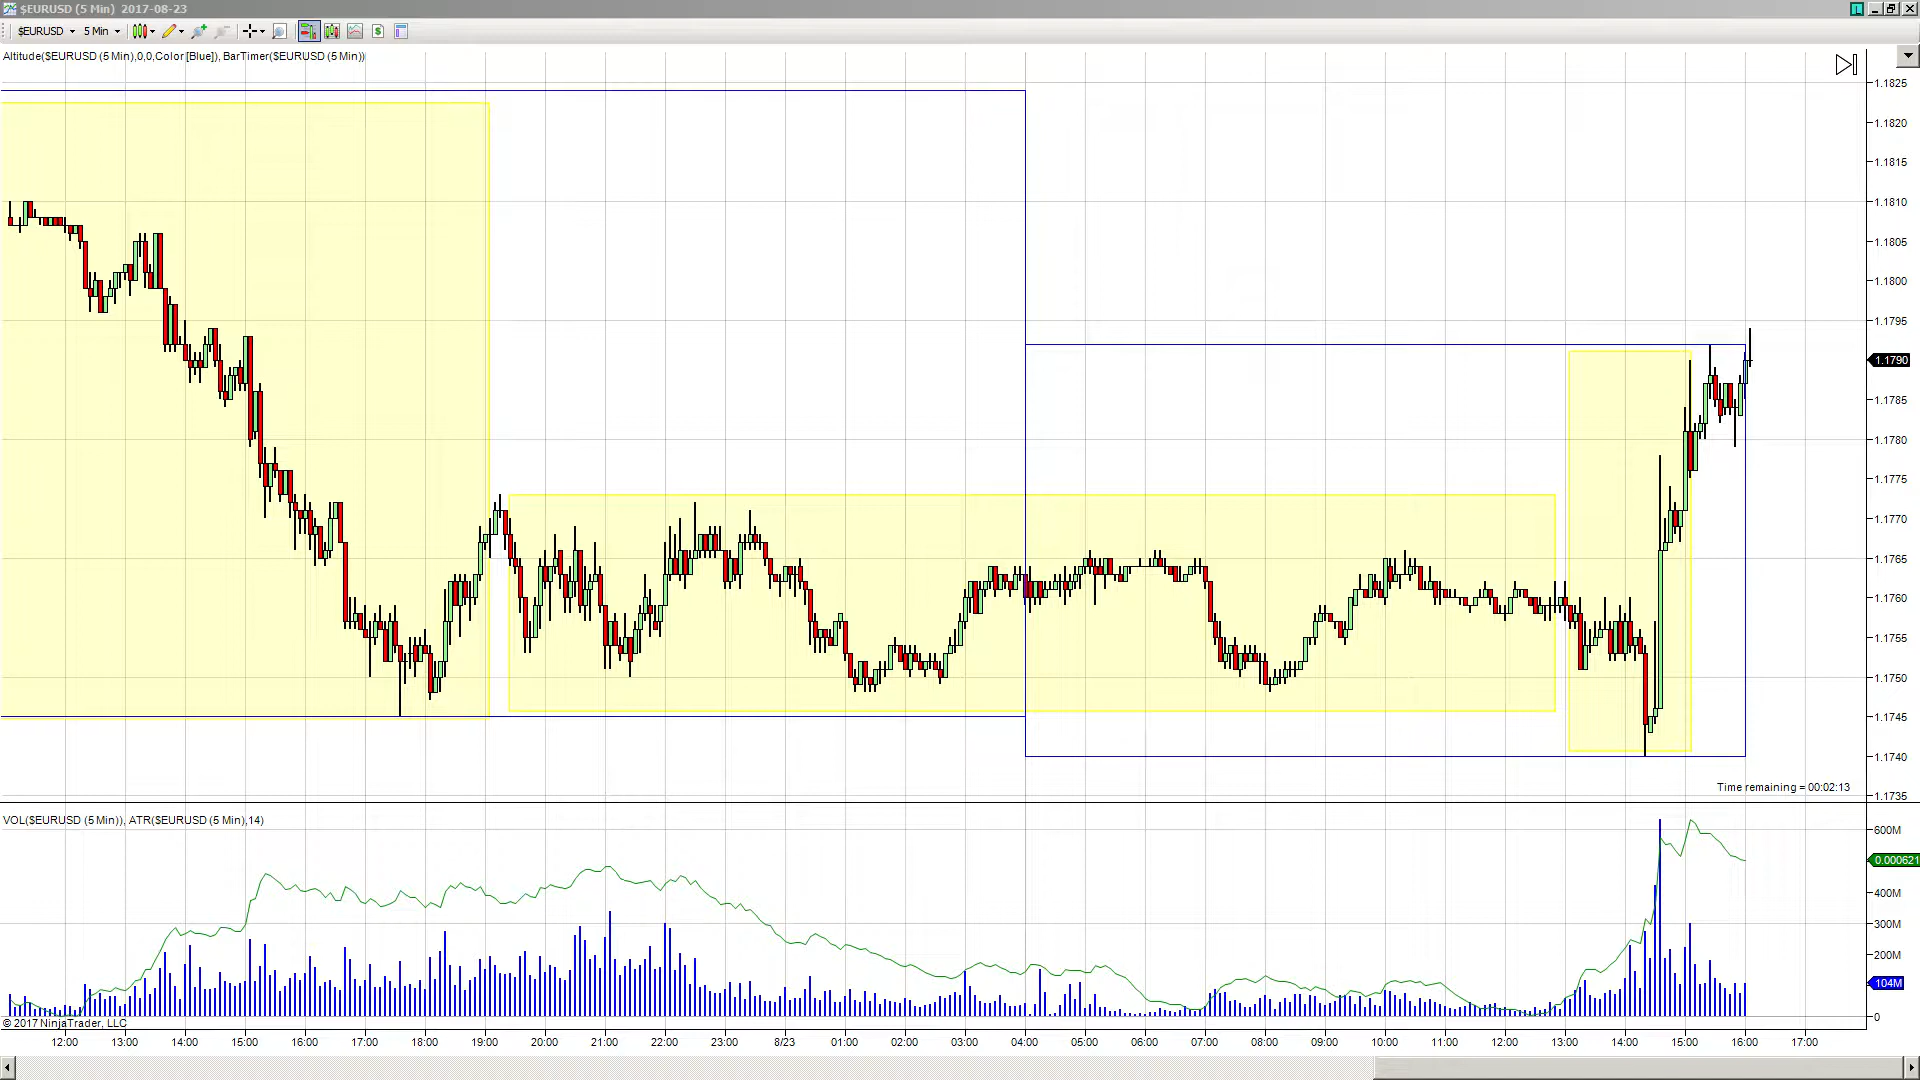 $EURUSD (5 Min) 2017-08-23
L
$EURUSD 5 Min
Altitude($EURUSD (5 Min),0,0,Color [Blue]), BarTimer($EURUSD (5 Min))
1.1825
1.1820
1.1815
1.1810
1.1805
1.1800
1.1795
1.1790
1.1785
1.1780
1.1775
1.1770
1.1765
1.1760
1.1755
1.1750
1.1745
1.1740
Time remaining = 00:02:13
1.1735
VOL($EURUSD (5 Min)), ATR($EURUSD (5 Min),14)
600M
0.000621
400M
300M
200M
104M
0
© 2017 NinjaTrader, LLC
12:00 13:00 14:00 15:00 16:00 17:00 18:00 19:00 20:00 21:00 22:00 23:00 8/23 01:00 02:00 03:00 04:00 05:00 06:00 07:00 08:00 09:00 10:00 11:00 12:00 13:00 14:00 15:00 16:00 17:00